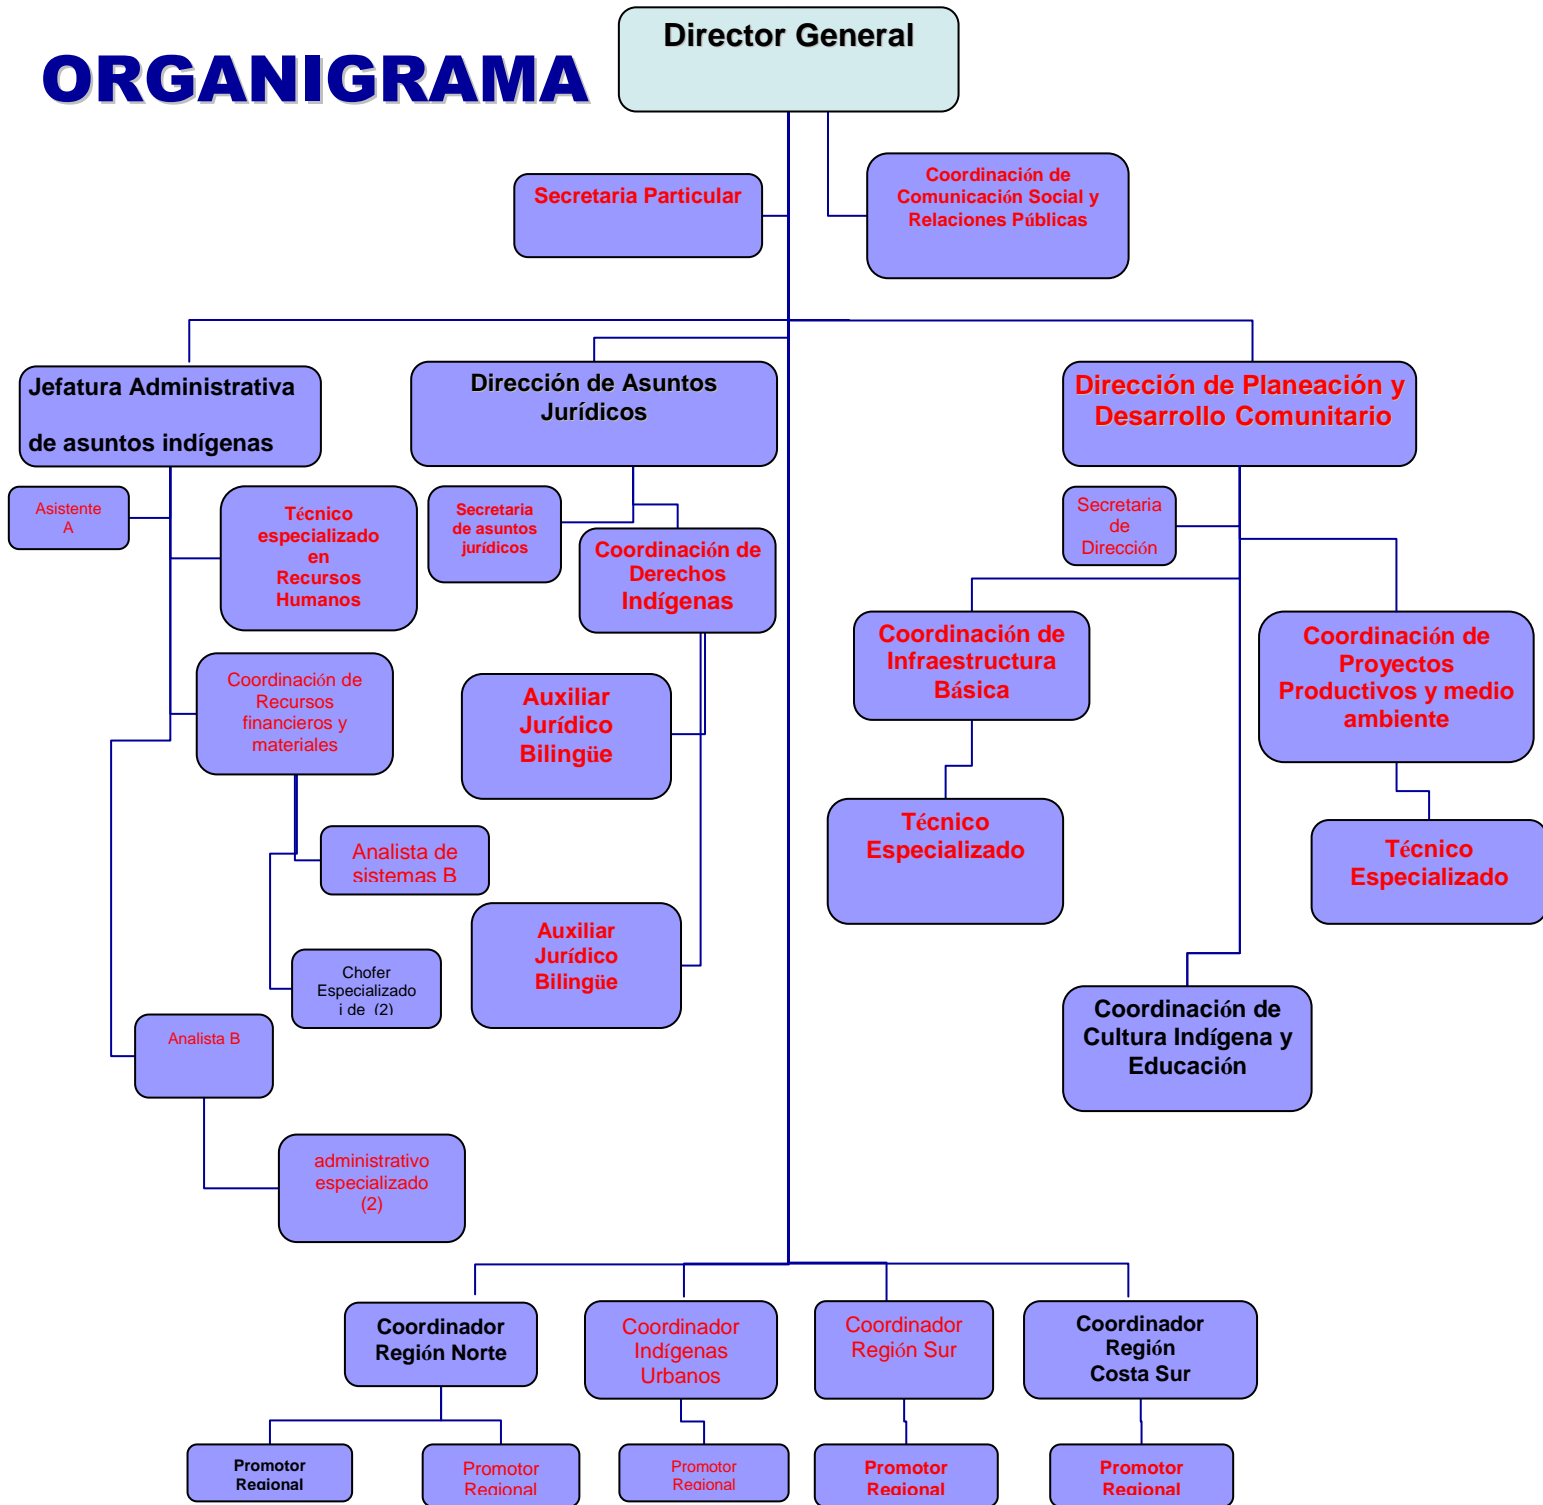 Director General
ORGANIGRAMA
Secretaria Particular
Coordinación de
Comunicación Social y
Relaciones Públicas
Jefatura Administrativa
de asuntos indígenas
Dirección de Asuntos
Jurídicos
Dirección de Planeación y
Desarrollo Comunitario
Asistente
A
Técnico
especializado
en
Recursos
Humanos
Secretaria
de asuntos
jurídicos
Coordinación de
Derechos
Indígenas
Secretaria
de
Dirección
Coordinación de
Infraestructura
Básica
Coordinación de
Proyectos
Productivos y medio
ambiente
Coordinación de
Recursos
financieros y
materiales
Auxiliar
Jurídico
Bilingüe
Técnico
Especializado
Técnico
Especializado
Analista de
sistemas B
Auxiliar
Jurídico
Bilingüe
Chofer
Especializado
i de (2)
Coordinación de
Cultura Indígena y
Educación
Analista B
administrativo
especializado
(2)
Coordinador
Región Norte
Coordinador
Indígenas
Urbanos
Coordinador
Región Sur
Coordinador
Región
Costa Sur
Promotor
Regional
Promotor
Regional
Promotor
Regional
Promotor
Regional
Promotor
Regional